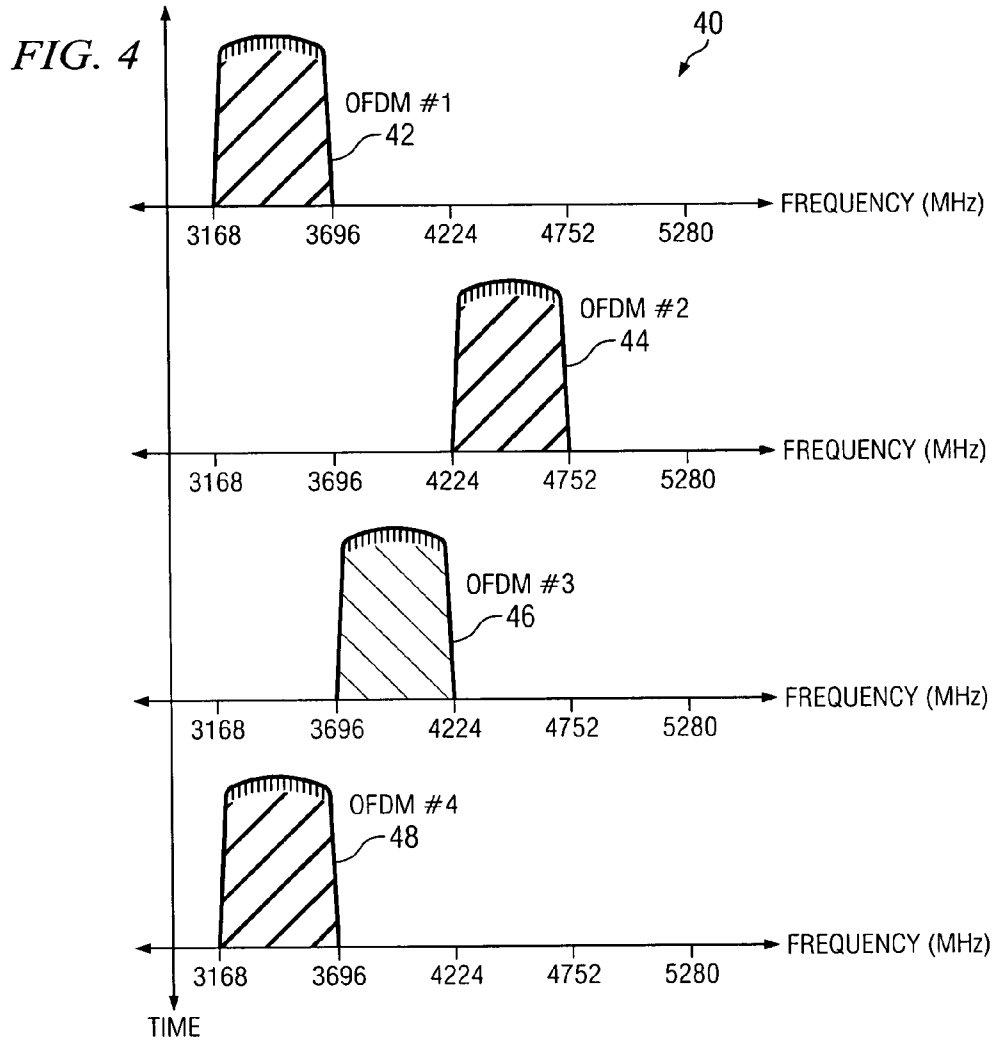 FIG. 4
40
OFDM #1
42
FREQUENCY (MHz)
3168 3696 4224 4752 5280
OFDM #2
44
FREQUENCY (MHz)
3168 3696 4224 4752 5280
OFDM #3
46
FREQUENCY (MHz)
3168 3696 4224 4752 5280
OFDM #4
48
FREQUENCY (MHz)
3168 3696 4224 4752 5280
TIME